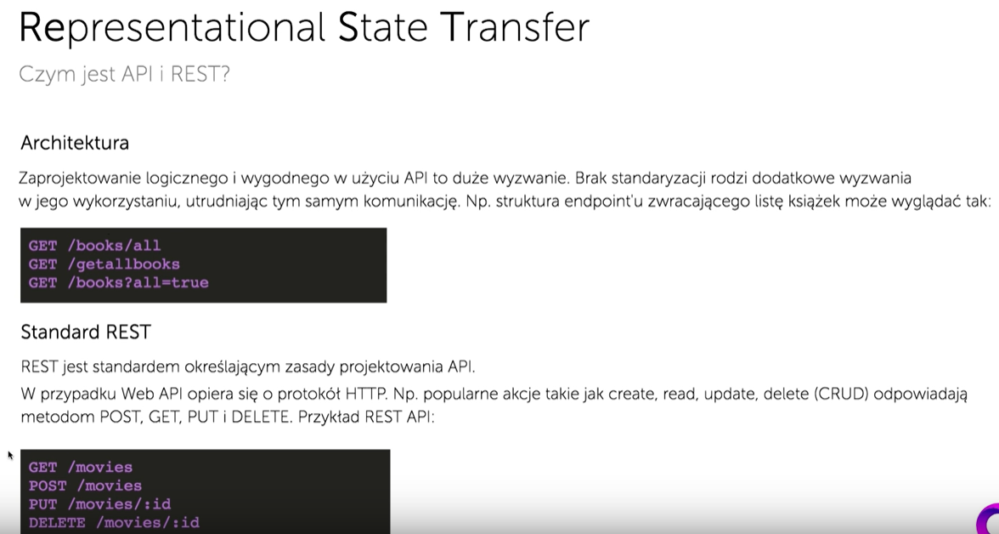 Representational State Transfer
Czym jest API i REST?
Architektura
Zaprojektowanie logicznego i wygodnego w użyciu API to duże wyzwanie. Brak standaryzacji rodzi dodatkowe wyzwania
w jego wykorzystaniu, utrudniając tym samym komunikację. Np. struktura endpoint'u zwracającego listę książek może wyglądać tak:
GET /books/all
GET /getallbooks
GET /books?all=true
Standard REST
REST jest standardem określającym zasady projektowania API.
W przypadku Web API opiera się o protokół HTTP. Np. popularne akcje takie jak create, read, update, delete (CRUD) odpowiadają
metodom POST, GET, PUT i DELETE. Przykład REST API:
GET /movies
POST /movies
PUT /movies/:id
DELETE /movies/:id